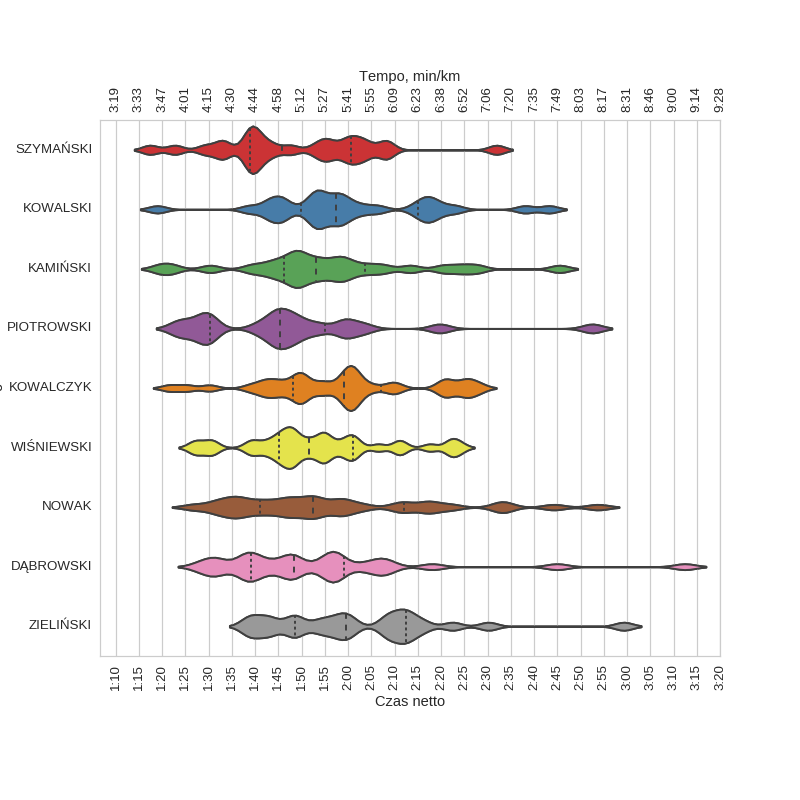 Tempo, min/km
3:19 3:33 3:47 4:01 4:15 4:30 4:44 4:58 5:12 5:27 5:41 5:55 6:09 6:23 6:38 6:52 7:06 7:20 7:35 7:49 8:03 8:17 8:31 8:46 9:00 9:14 9:28
SZYMAŃSKI
KOWALSKI
KAMIŃSKI
PIOTROWSKI
KOWALCZYK
WIŚNIEWSKI
NOWAK
DĄBROWSKI
ZIELIŃSKI
1:10 1:15 1:20 1:25 1:30 1:35 1:40 1:45 1:50 1:55 2:00 2:05 2:10 2:15 2:20 2:25 2:30 2:35 2:40 2:45 2:50 2:55 3:00 3:05 3:10 3:15 3:20
Czas netto